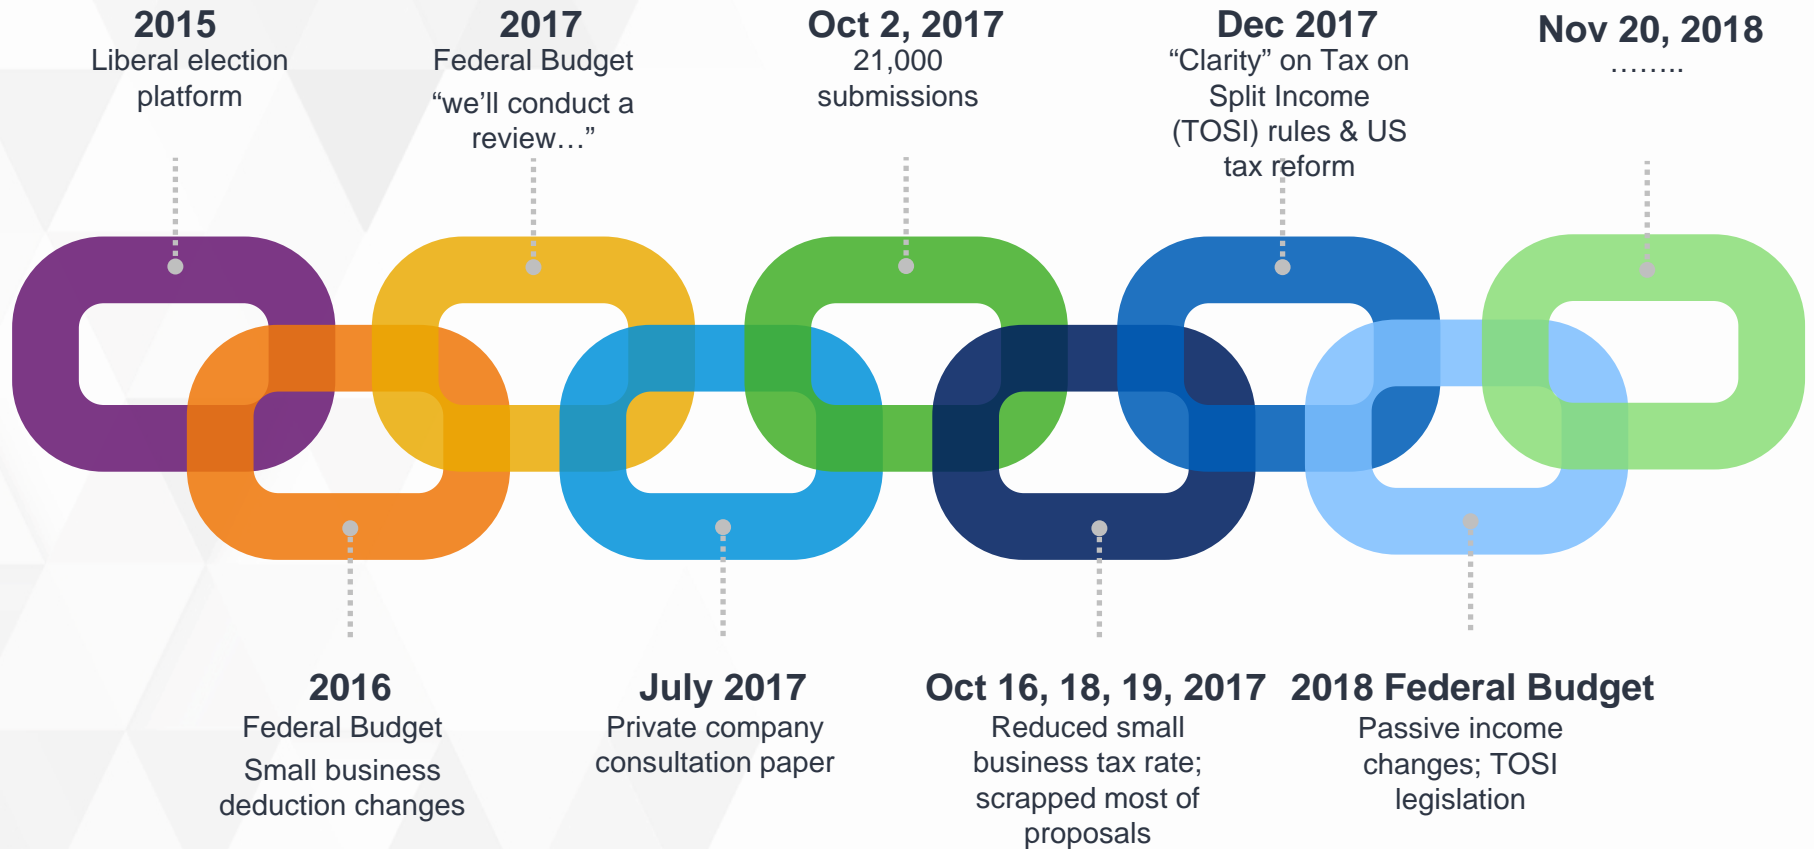 2015
Liberal election
platform
2017
Federal Budget
“we’ll conduct a
review…”
Oct 2, 2017
21,000
submissions
Dec 2017
“Clarity” on Tax on
Split Income
(TOSI) rules & US
tax reform
Nov 20, 2018
……..
2016
Federal Budget
Small business
deduction changes
July 2017
Private company
consultation paper
Oct 16, 18, 19, 2017
Reduced small
business tax rate;
scrapped most of
proposals
2018 Federal Budget
Passive income
changes; TOSI
legislation